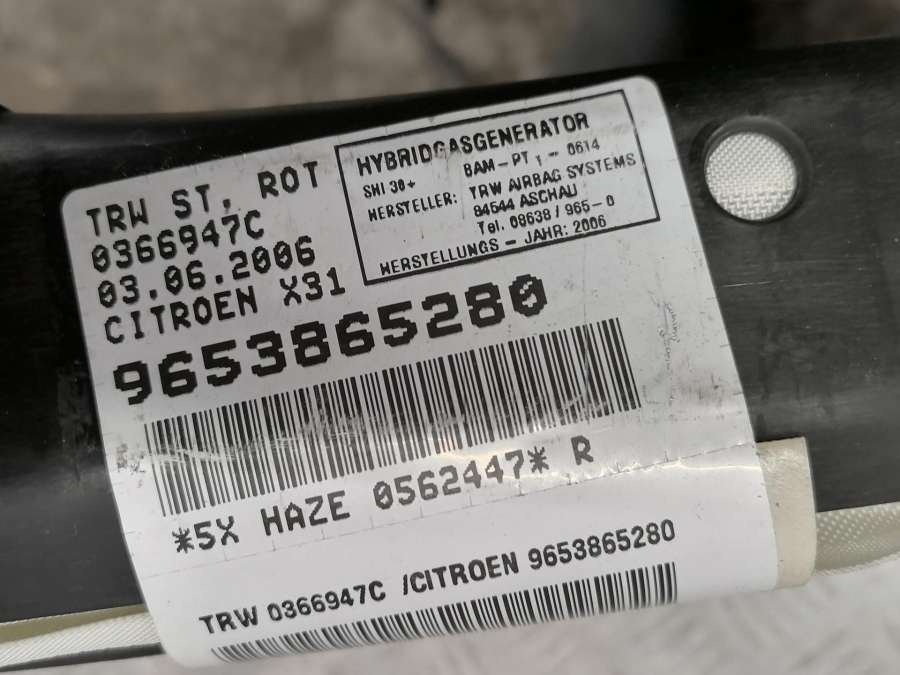 TRW ST, ROT
0366947C
03.06.2006
CITROEN X31
HYBRIDGASGENERATOR
SHI 30+ BAM-PT 1 - 0614
HERSTELLER: TRW AIRBAG SYSTEMS
84544 ASCHAU
Tel. 08638 / 965-0
HERSTELLUNGS - JAHR: 2006
9653865280
*5X HAZE 0562447* R
TRW 0366947C /CITROEN 9653865280